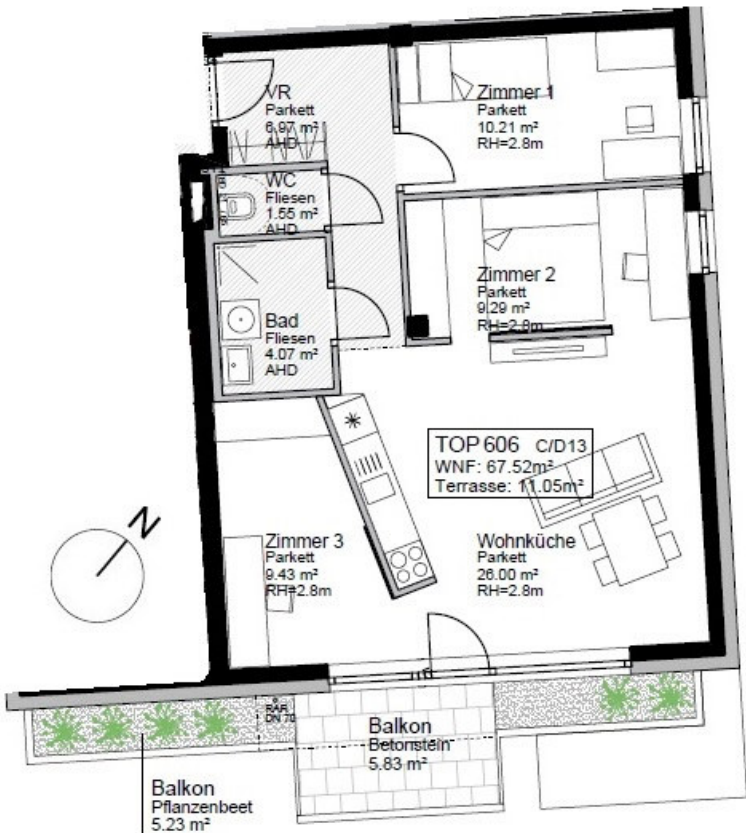 VR
Parkett
6.97 m²
AHD
Zimmer 1
Parkett
10.21 m²
RH=2.8m
WC
Fliesen
1.55 m²
AHD
Zimmer 2
Parkett
9.29 m²
RH=2.8m
Bad
Fliesen
4.07 m²
AHD
TOP 606 C/D13
WNF: 67.52m²
Terrasse: 11.05m²
N
Zimmer 3
Parkett
9.43 m²
RH=2.8m
Wohnküche
Parkett
26.00 m²
RH=2.8m
RAR
DN 70
Balkon
Betonstein
5.83 m²
Balkon
Pflanzenbeet
5.23 m²